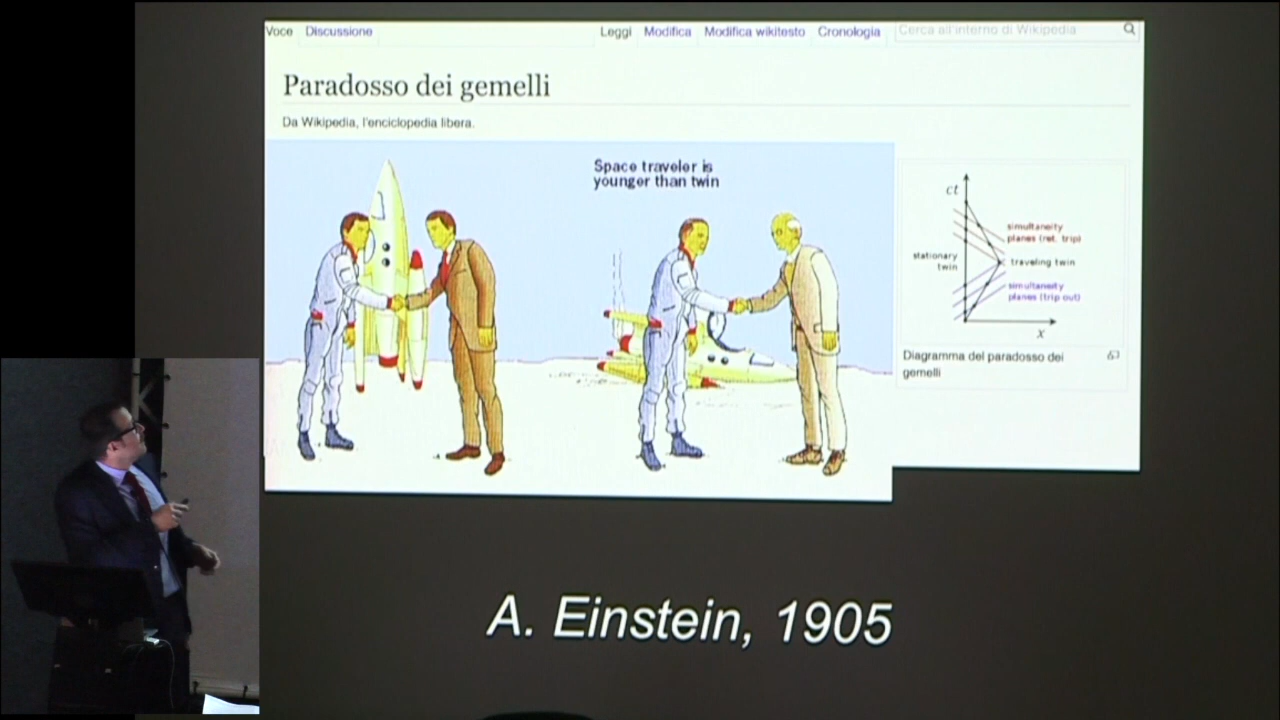 Voce Discussione Leggi Modifica Modifica wikitesto Cronologia Cerca all'interno di Wikipedia
Paradosso dei gemelli
Da Wikipedia, l'enciclopedia libera.
Space traveler is
younger than twin
ct
simultaneity
planes (ret. trip)
stationary
twin
traveling twin
simultaneity
planes (trip out)
x
Diagramma del paradosso dei
gemelli
A. Einstein, 1905